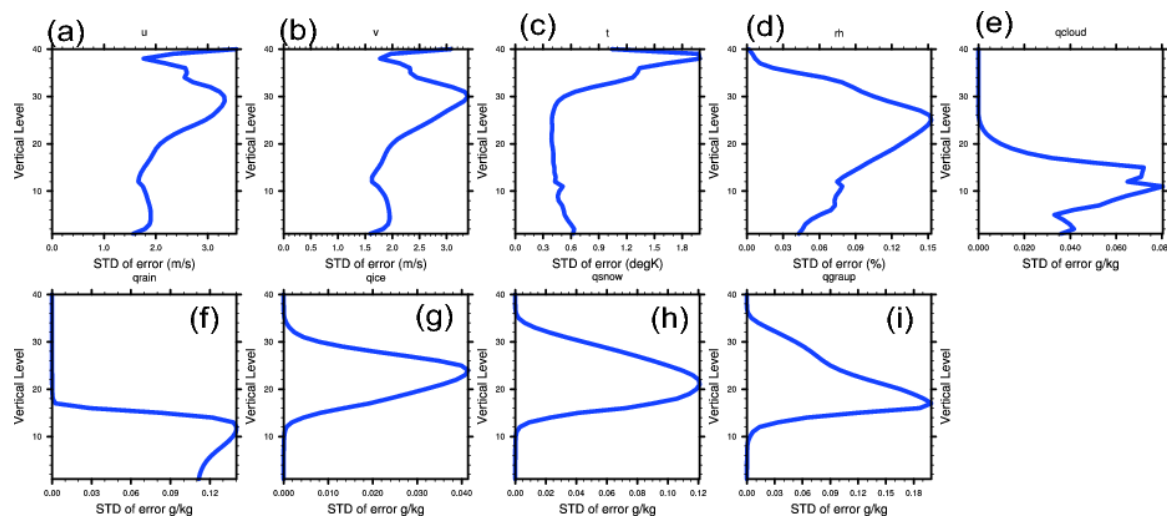 (a) u
(b) v
(c) t
(d) rh
(e) qcloud
40 40 40 40 40
30 30 30 30 30
20 20 20 20 20
10 10 10 10 10
Vertical Level Vertical Level Vertical Level Vertical Level Vertical Level
0.0 1.0 2.0 3.0
0.0 1.0 2.0 3.0
0.0 0.3 0.6 0.9 1.2 1.5 1.8
0.00 0.03 0.06 0.09 0.12 0.15
0.000 0.020 0.040 0.060 0.080
STD of error (m/s)
STD of error (m/s)
STD of error (degK)
STD of error (%)
STD of error g/kg
qrain
qice
qsnow
qgraup
(f)
(g)
(h)
(i)
40 40 40 40
30 30 30 30
20 20 20 20
10 10 10 10
Vertical Level Vertical Level Vertical Level Vertical Level Vertical Level
0.00 0.03 0.06 0.09 0.12
0.000 0.010 0.020 0.030 0.040
0.00 0.02 0.04 0.06 0.08 0.10 0.12
0.00 0.03 0.06 0.09 0.12 0.15 0.18
STD of error g/kg
STD of error g/kg
STD of error g/kg
STD of error g/kg